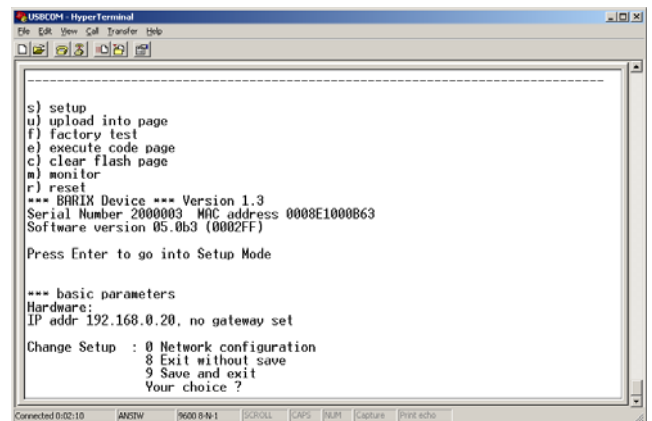 USBCOM - HyperTerminal
File Edit View Call Transfer Help
--------------------------------------------------------------------------------
s) setup
u) upload into page
f) factory test
e) execute code page
c) clear flash page
m) monitor
r) reset
*** BARIX Device *** Version 1.3
Serial Number 2000003 MAC address 0008E1000B63
Software version 05.0b3 (0002FF)
Press Enter to go into Setup Mode
*** basic parameters
Hardware:
IP addr 192.168.0.20, no gateway set
Change Setup : 0 Network configuration
8 Exit without save
9 Save and exit
Your choice ?
Connected 0:02:10 ANSIW 9600 8-N-1 SCROLL CAPS NUM Capture Print echo